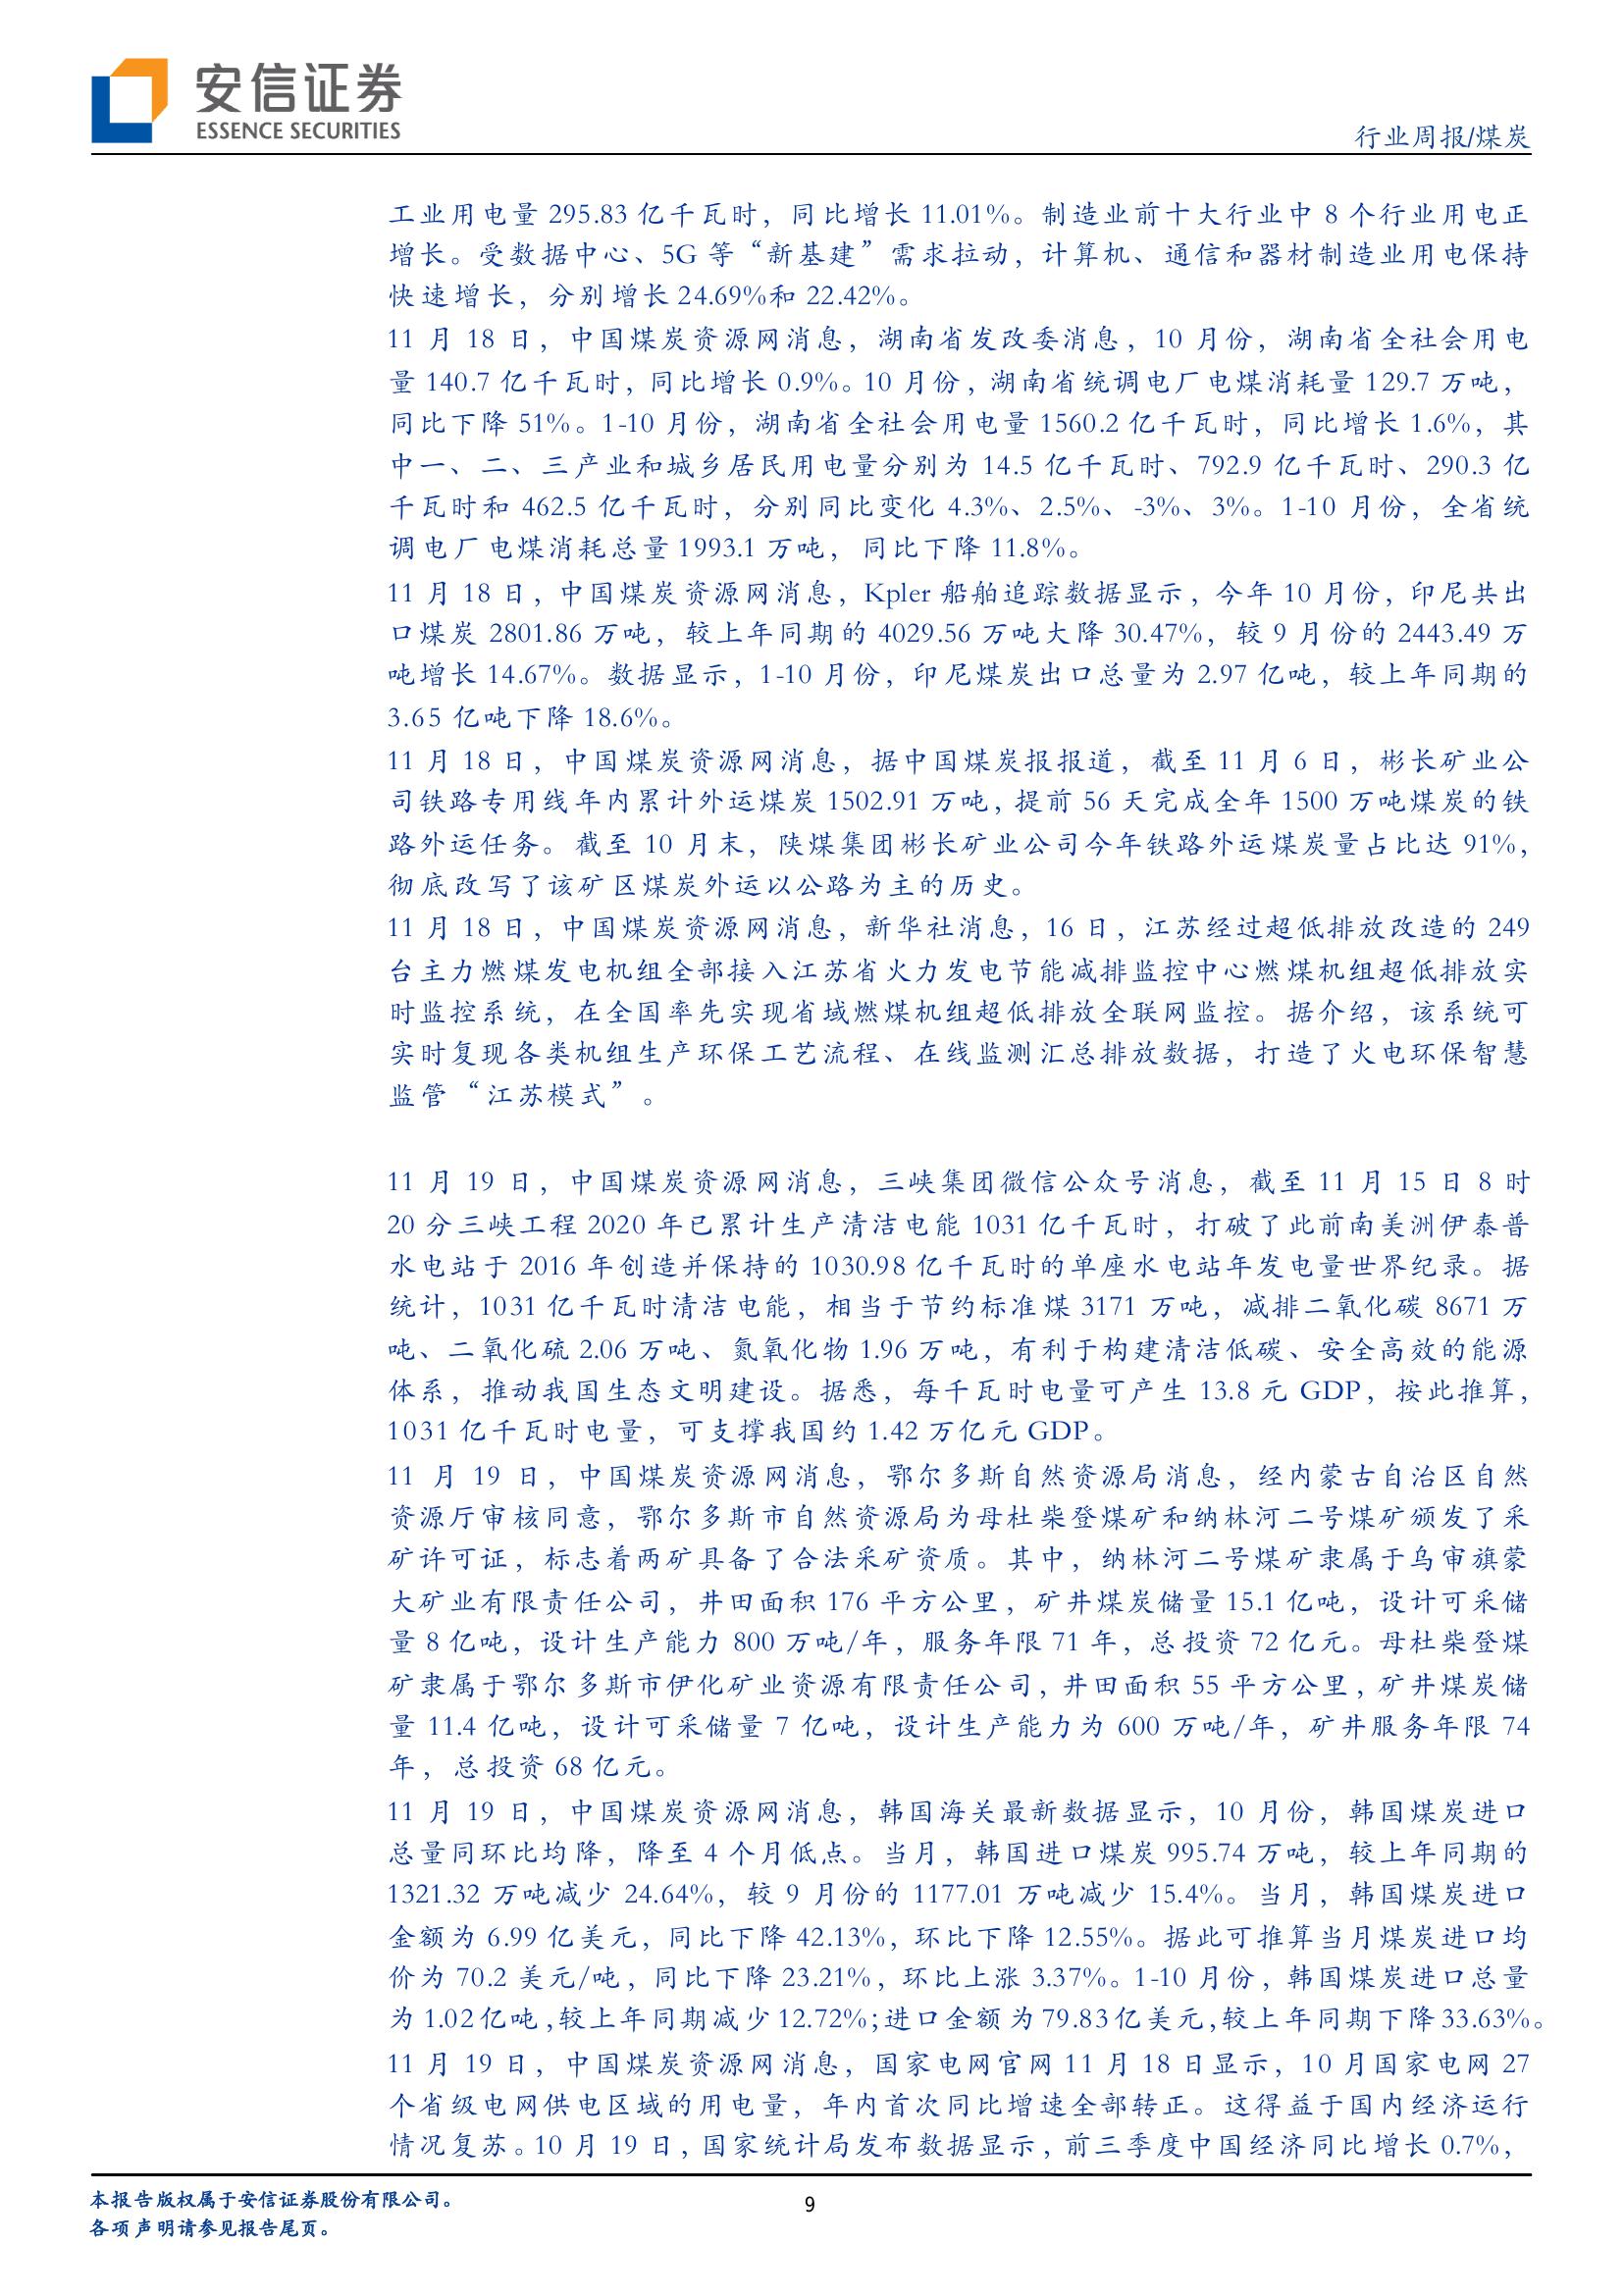 安信证券
ESSENCE SECURITIES
行业周报/煤炭
工业用电量 295.83 亿千瓦时，同比增长 11.01%。制造业前十大行业中 8 个行业用电正
增长。受数据中心、5G 等“新基建”需求拉动，计算机、通信和器材制造业用电保持
快速增长，分别增长 24.69%和 22.42%。
11 月 18 日，中国煤炭资源网消息，湖南省发改委消息，10 月份，湖南省全社会用电
量 140.7 亿千瓦时，同比增长 0.9%。10 月份，湖南省统调电厂电煤消耗量 129.7 万吨，
同比下降 51%。1-10 月份，湖南省全社会用电量 1560.2 亿千瓦时，同比增长 1.6%，其
中一、二、三产业和城乡居民用电量分别为 14.5 亿千瓦时、792.9 亿千瓦时、290.3 亿
千瓦时和 462.5 亿千瓦时，分别同比变化 4.3%、2.5%、-3%、3%。1-10 月份，全省统
调电厂电煤消耗总量 1993.1 万吨，同比下降 11.8%。
11 月 18 日，中国煤炭资源网消息，Kpler 船舶追踪数据显示，今年 10 月份，印尼共出
口煤炭 2801.86 万吨，较上年同期的 4029.56 万吨大降 30.47%，较 9 月份的 2443.49 万
吨增长 14.67%。数据显示，1-10 月份，印尼煤炭出口总量为 2.97 亿吨，较上年同期的
3.65 亿吨下降 18.6%。
11 月 18 日，中国煤炭资源网消息，据中国煤炭报报道，截至 11 月 6 日，彬长矿业公
司铁路专用线年内累计外运煤炭 1502.91 万吨，提前 56 天完成全年 1500 万吨煤炭的铁
路外运任务。截至 10 月末，陕煤集团彬长矿业公司今年铁路外运煤炭量占比达 91%，
彻底改写了该矿区煤炭外运以公路为主的历史。
11 月 18 日，中国煤炭资源网消息，新华社消息，16 日，江苏经过超低排放改造的 249
台主力燃煤发电机组全部接入江苏省火力发电节能减排监控中心燃煤机组超低排放实
时监控系统，在全国率先实现省域燃煤机组超低排放全联网监控。据介绍，该系统可
实时复现各类机组生产环保工艺流程、在线监测汇总排放数据，打造了火电环保智慧
监管“江苏模式”。
11 月 19 日，中国煤炭资源网消息，三峡集团微信公众号消息，截至 11 月 15 日 8 时
20 分三峡工程 2020 年已累计生产清洁电能 1031 亿千瓦时，打破了此前南美洲伊泰普
水电站于 2016 年创造并保持的 1030.98 亿千瓦时的单座水电站年发电量世界纪录。据
统计，1031 亿千瓦时清洁电能，相当于节约标准煤 3171 万吨，减排二氧化碳 8671 万
吨、二氧化硫 2.06 万吨、氮氧化物 1.96 万吨，有利于构建清洁低碳、安全高效的能源
体系，推动我国生态文明建设。据悉，每千瓦时电量可产生 13.8 元 GDP，按此推算，
1031 亿千瓦时电量，可支撑我国约 1.42 万亿元 GDP。
11 月 19 日，中国煤炭资源网消息，鄂尔多斯自然资源局消息，经内蒙古自治区自然
资源厅审核同意，鄂尔多斯市自然资源局为母杜柴登煤矿和纳林河二号煤矿颁发了采
矿许可证，标志着两矿具备了合法采矿资质。其中，纳林河二号煤矿隶属于乌审旗蒙
大矿业有限责任公司，井田面积 176 平方公里，矿井煤炭储量 15.1 亿吨，设计可采储
量 8 亿吨，设计生产能力 800 万吨/年，服务年限 71 年，总投资 72 亿元。母杜柴登煤
矿隶属于鄂尔多斯市伊化矿业资源有限责任公司，井田面积 55 平方公里，矿井煤炭储
量 11.4 亿吨，设计可采储量 7 亿吨，设计生产能力为 600 万吨/年，矿井服务年限 74
年，总投资 68 亿元。
11 月 19 日，中国煤炭资源网消息，韩国海关最新数据显示，10 月份，韩国煤炭进口
总量同环比均降，降至 4 个月低点。当月，韩国进口煤炭 995.74 万吨，较上年同期的
1321.32 万吨减少 24.64%，较 9 月份的 1177.01 万吨减少 15.4%。当月，韩国煤炭进口
金额为 6.99 亿美元，同比下降 42.13%，环比下降 12.55%。据此可推算当月煤炭进口均
价为 70.2 美元/吨，同比下降 23.21%，环比上涨 3.37%。1-10 月份，韩国煤炭进口总量
为 1.02 亿吨，较上年同期减少 12.72%；进口金额为 79.83 亿美元，较上年同期下降 33.63%。
11 月 19 日，中国煤炭资源网消息，国家电网官网 11 月 18 日显示，10 月国家电网 27
个省级电网供电区域的用电量，年内首次同比增速全部转正。这得益于国内经济运行
情况复苏。10 月 19 日，国家统计局发布数据显示，前三季度中国经济同比增长 0.7%，
本报告版权属于安信证券股份有限公司。
9
各项声明请参见报告尾页。